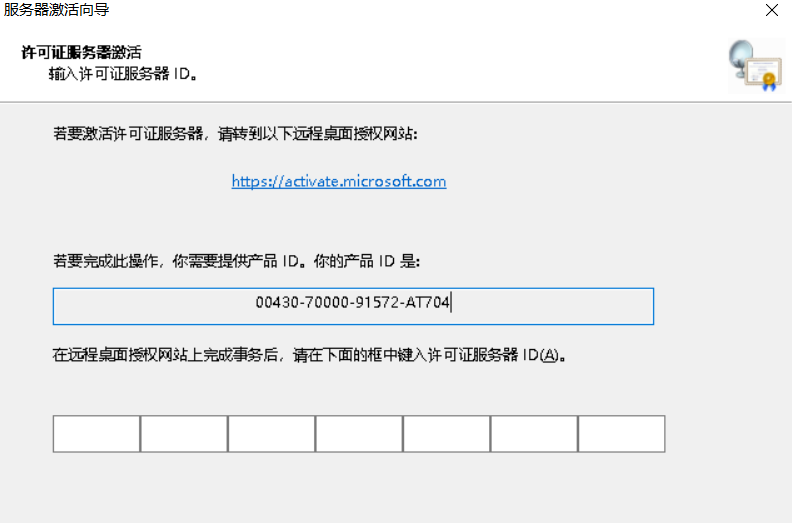 服务器激活向导
许可证服务器激活
输入许可证服务器 ID。
若要激活许可证服务器，请转到以下远程桌面授权网站:
https://activate.microsoft.com
若要完成此操作，你需要提供产品 ID。你的产品 ID 是:
00430-70000-91572-AT704
在远程桌面授权网站上完成事务后，请在下面的框中键入许可证服务器 ID(A)。